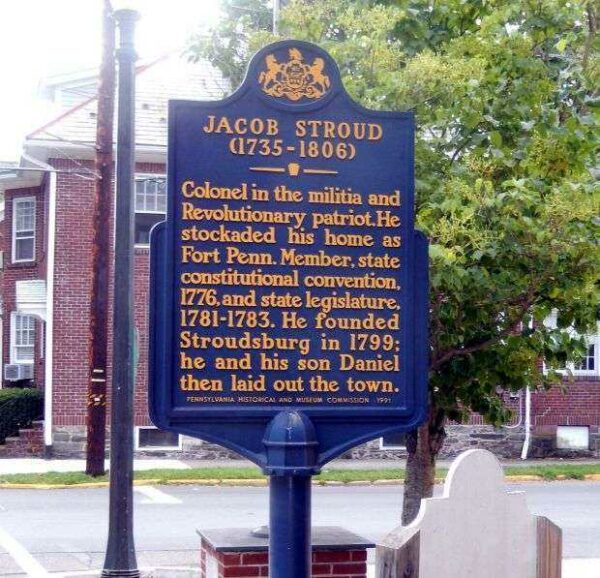 JACOB STROUD
(1735-1806)
Colonel in the militia and
Revolutionary patriot. He
stockaded his home as
Fort Penn. Member, state
constitutional convention,
1776, and state legislature,
1781-1783. He founded
Stroudsburg in 1799;
he and his son Daniel
then laid out the town.
PENNSYLVANIA HISTORICAL AND MUSEUM COMMISSION 1991